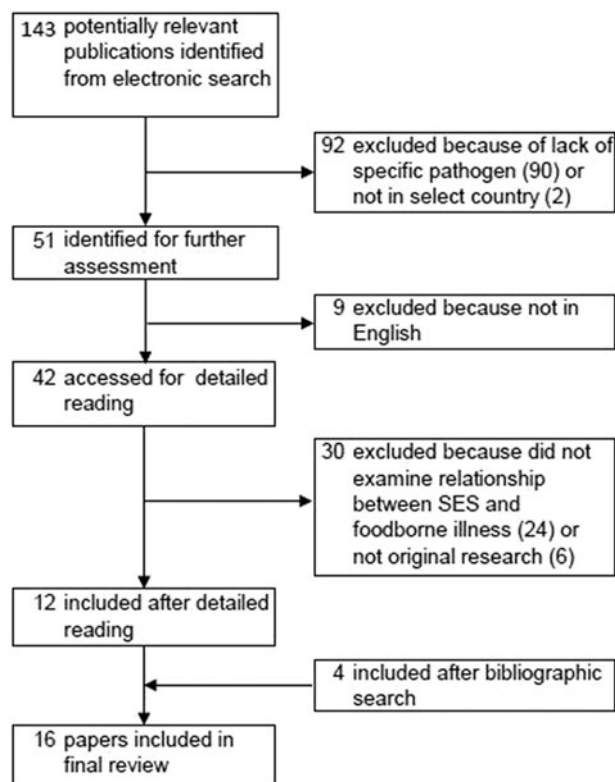 143 potentially relevant
publications identified
from electronic search
92 excluded because of lack of
specific pathogen (90) or
not in select country (2)
51 identified for further
assessment
9 excluded because not in
English
42 accessed for detailed
reading
30 excluded because did not
examine relationship
between SES and
foodborne illness (24) or
not original research (6)
12 included after detailed
reading
4 included after bibliographic
search
16 papers included in
final review